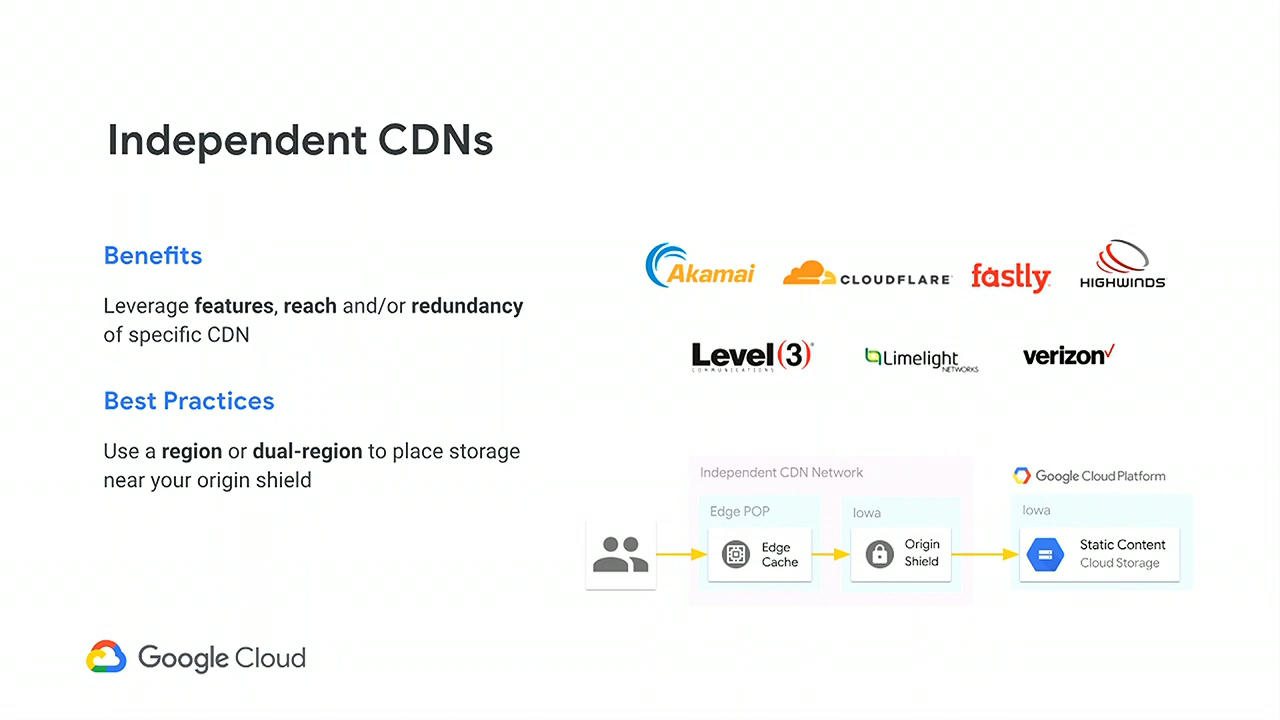 Independent CDNs
Benefits
Leverage features, reach and/or redundancy
of specific CDN
Best Practices
Use a region or dual-region to place storage
near your origin shield
Akamai
CLOUDFLARE
fastly
HIGHWINDS
Level(3)
COMMUNICATIONS
Limelight
NETWORKS
verizon
Independent CDN Network
Edge POP
Edge
Cache
Iowa
Origin
Shield
Google Cloud Platform
Iowa
Static Content
Cloud Storage
Google Cloud